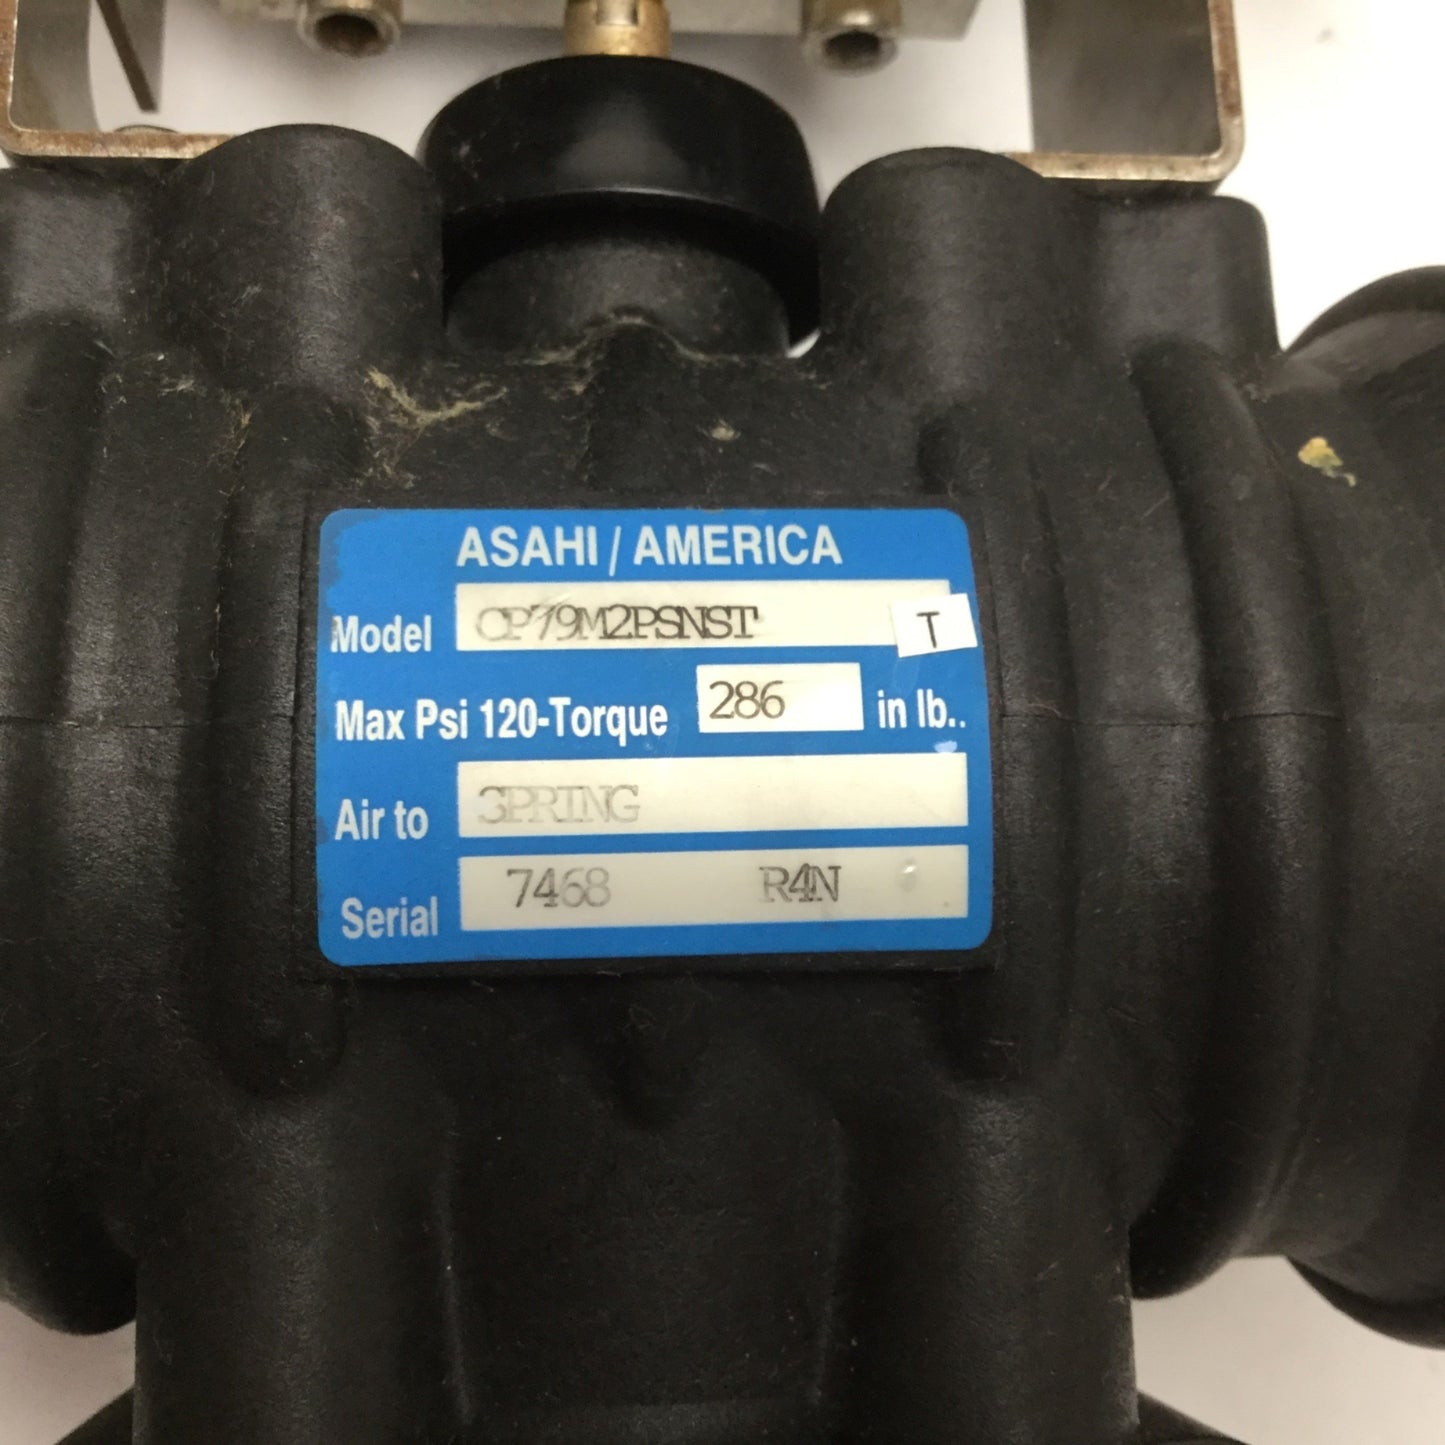 ASAHI / AMERICA
Model CP79M2PSNST T
Max Psi 120-Torque 286 in lb..
Air to SPRING
Serial 7468 R4N